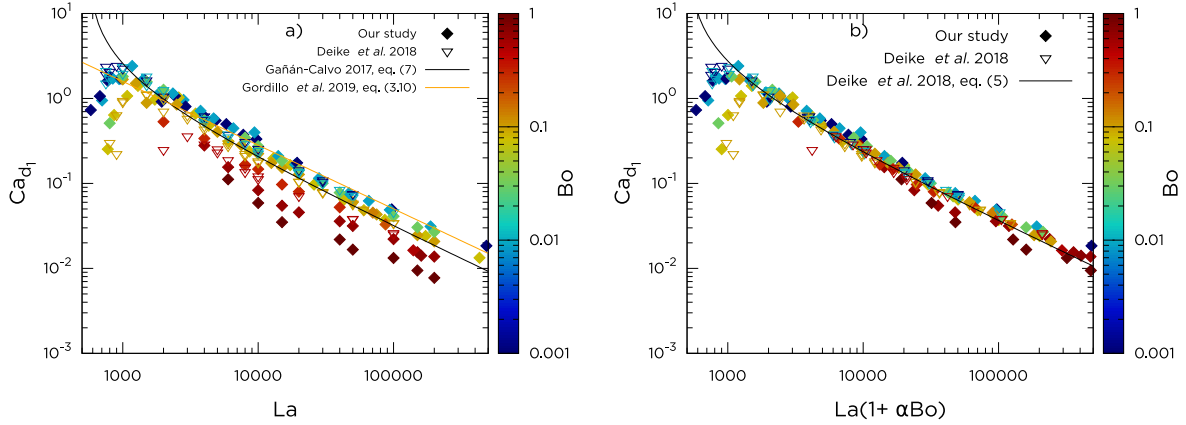 a)
Our study
Deike et al. 2018
Gañán-Calvo 2017, eq. (7)
Gordillo et al. 2019, eq. (3.10)
10¹
10⁰
10⁻¹
10⁻²
10⁻³
Ca_d₁
1000
10000
100000
La
1
0.1
0.01
0.001
Bo
b)
Our study
Deike et al. 2018
Deike et al. 2018, eq. (5)
10¹
10⁰
10⁻¹
10⁻²
10⁻³
Ca_d₁
1000
10000
100000
La(1+ αBo)
1
0.1
0.01
0.001
Bo